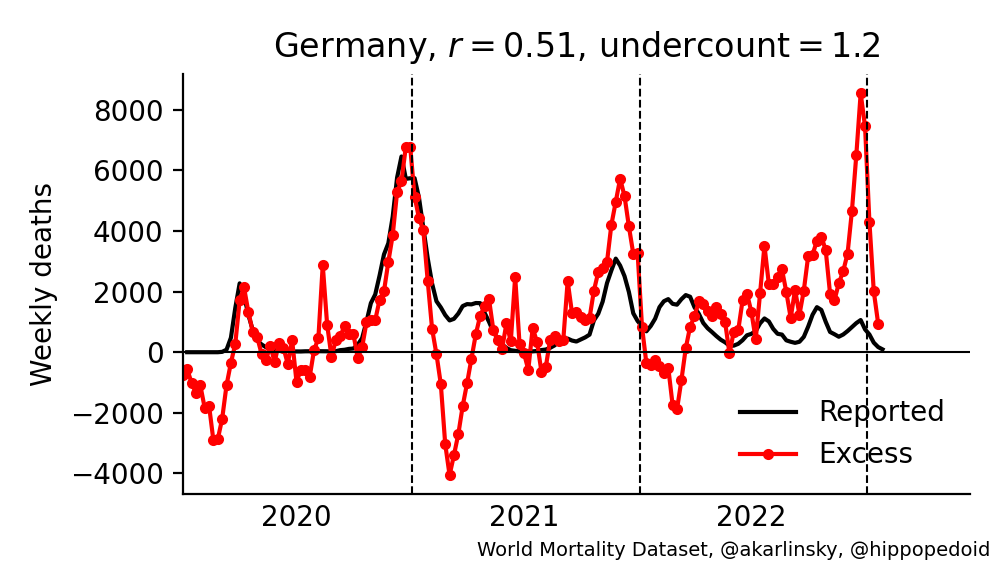 Germany, r = 0.51, undercount = 1.2
Weekly deaths
8000
6000
4000
2000
0
−2000
−4000
Reported
Excess
2020 2021 2022
World Mortality Dataset, @akarlinsky, @hippopedoid